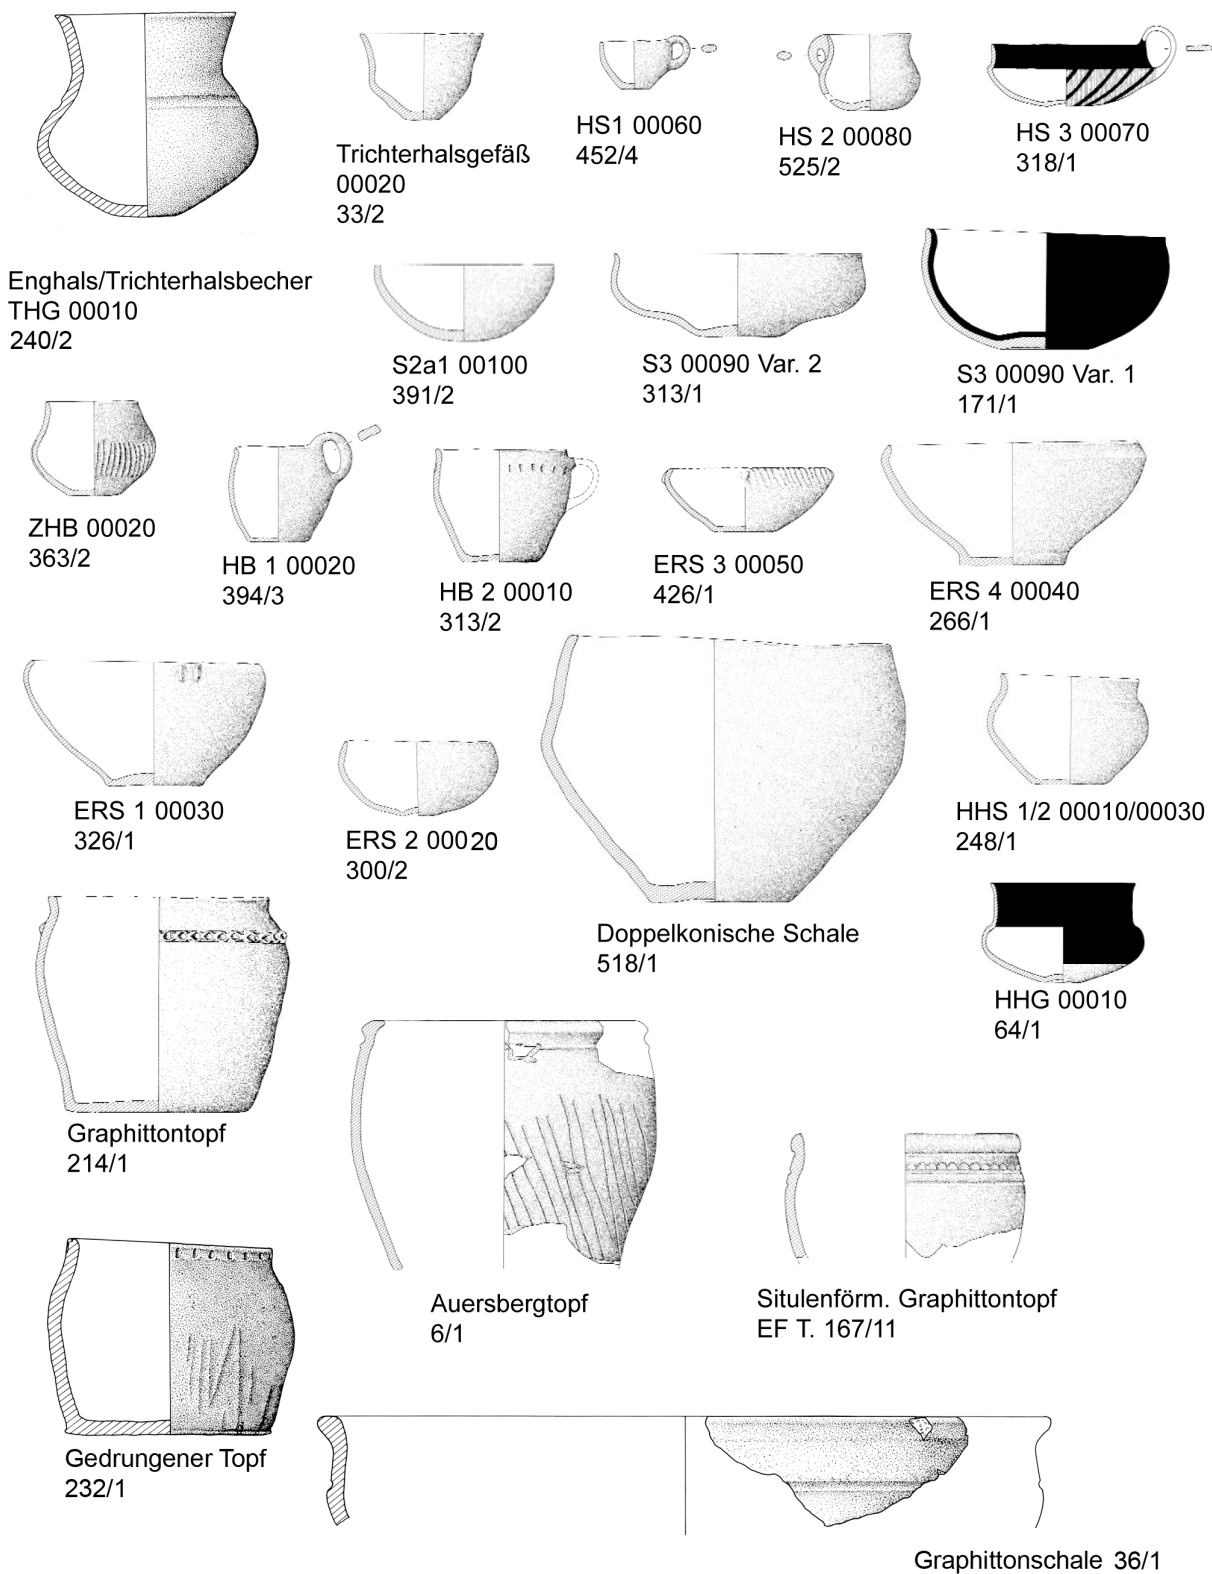 Trichterhalsgefäß
00020
33/2
HS1 00060
452/4
HS 2 00080
525/2
HS 3 00070
318/1
Enghals/Trichterhalsbecher
THG 00010
240/2
S2a1 00100
391/2
S3 00090 Var. 2
313/1
S3 00090 Var. 1
171/1
ZHB 00020
363/2
HB 1 00020
394/3
HB 2 00010
313/2
ERS 3 00050
426/1
ERS 4 00040
266/1
ERS 1 00030
326/1
ERS 2 00020
300/2
Doppelkonische Schale
518/1
HHS 1/2 00010/00030
248/1
HHG 00010
64/1
Graphittontopf
214/1
Auersbergtopf
6/1
Situlenförm. Graphittontopf
EF T. 167/11
Gedrungener Topf
232/1
Graphittonschale 36/1